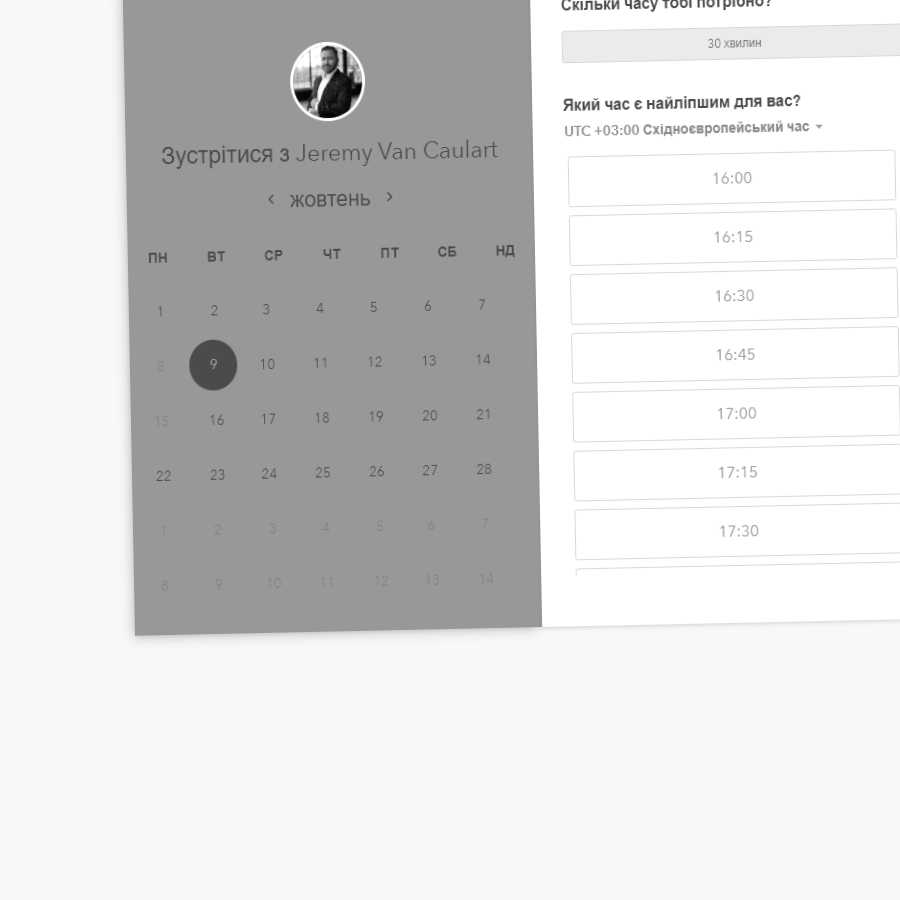 Зустрітися з Jeremy Van Caulart
‹ жовтень ›
ПН ВТ СР ЧТ ПТ СБ НД
1 2 3 4 5 6 7
8 9 10 11 12 13 14
15 16 17 18 19 20 21
22 23 24 25 26 27 28
1 2 3 4 5 6 7
8 9 10 11 12 13 14
Скільки часу тобі потрібно?
30 хвилин
Який час є найліпшим для вас?
UTC +03:00 Східноєвропейський час
16:00
16:15
16:30
16:45
17:00
17:15
17:30